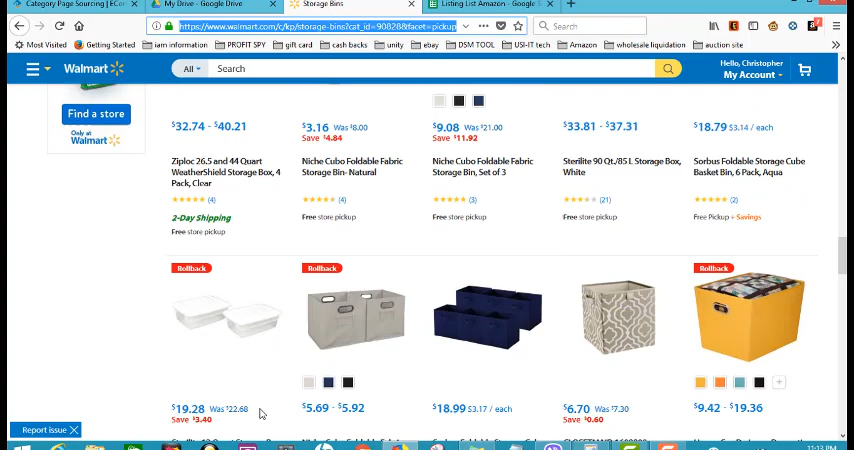 Category Page Sourcing | ECon
My Drive - Google Drive
Storage Bins
Listing List Amazon - Google S
https://www.walmart.com/c/kp/storage-bins?cat_id=90828&facet=pickup
Search
Most Visited
Getting Started
iam information
PROFIT SPY
gift card
cash backs
unity
ebay
DSM TOOL
USI-IT tech
Amazon
wholesale liquidation
auction site
Walmart
All
Search
Hello, Christopher
My Account
Find a store
Only at
Walmart
$32.74 - $40.21
$3.16 Was $8.00
Save $4.84
$9.08 Was $21.00
Save $11.92
$33.81 - $37.31
$18.79 $3.14 / each
Ziploc 26.5 and 44 Quart
WeatherShield Storage Box, 4
Pack, Clear
(4)
2-Day Shipping
Free store pickup
Niche Cubo Foldable Fabric
Storage Bin- Natural
(4)
Free store pickup
Niche Cubo Foldable Fabric
Storage Bin, Set of 3
(3)
Free store pickup
Sterilite 90 Qt./85 L Storage Box,
White
(21)
Free store pickup
Sorbus Foldable Storage Cube
Basket Bin, 6 Pack, Aqua
(2)
Free Pickup + Savings
Rollback
Rollback
Rollback
$19.28 Was $22.68
Save $3.40
$5.69 - $5.92
$18.99 $3.17 / each
$6.70 Was $7.30
Save $0.60
$9.42 - $19.36
Report issue
11:13 PM